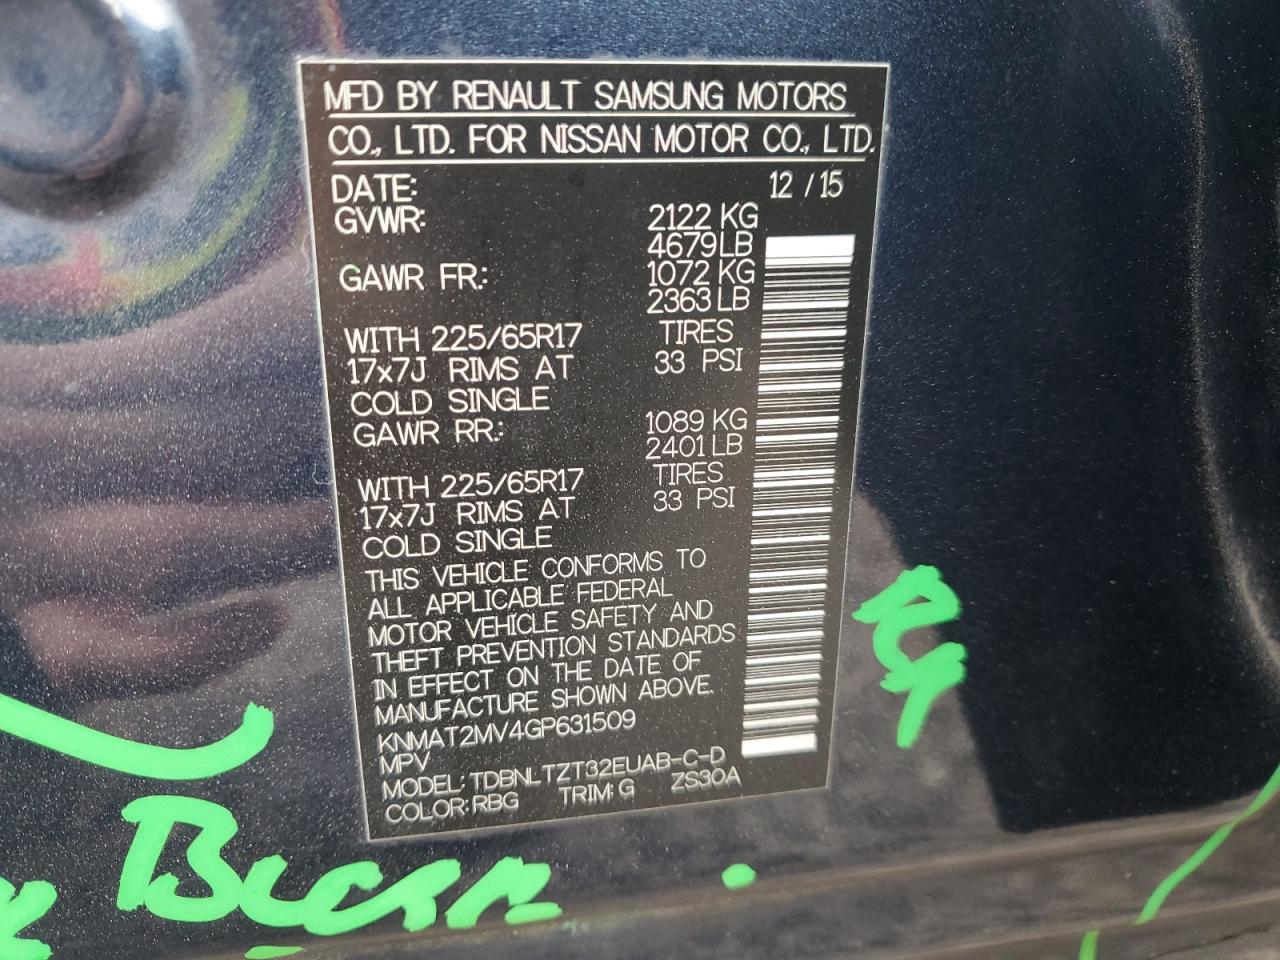 MFD BY RENAULT SAMSUNG MOTORS
CO., LTD. FOR NISSAN MOTOR CO., LTD.
DATE: 12 / 15
GVWR: 2122 KG
4679 LB
GAWR FR: 1072 KG
2363 LB
WITH 225/65R17 TIRES
17x7J RIMS AT 33 PSI
COLD SINGLE
GAWR RR: 1089 KG
2401 LB
WITH 225/65R17 TIRES
17x7J RIMS AT 33 PSI
COLD SINGLE
THIS VEHICLE CONFORMS TO
ALL APPLICABLE FEDERAL
MOTOR VEHICLE SAFETY AND
THEFT PREVENTION STANDARDS
IN EFFECT ON THE DATE OF
MANUFACTURE SHOWN ABOVE.
KNMAT2MV4GP631509
MPV
MODEL: TDBNLTZT32EUAB-C-D
COLOR: RBG TRIM: G ZS30A